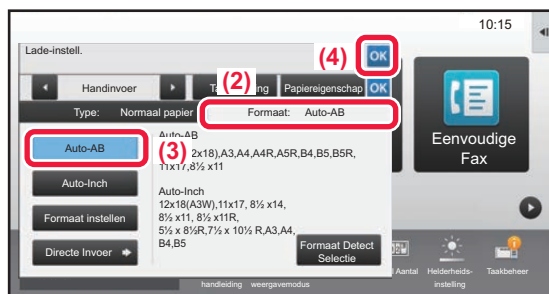 10:15
Lade-instell.
(4)
OK
Handinvoer
(2)
Papiereigenschap
OK
Type: Normaal papier
Formaat: Auto-AB
Auto-AB
(3)
Auto-AB
2x18),A3,A4,A4R,A5R,B4,B5,B5R,
11x17,8½ x11
Auto-Inch
Auto-Inch
12x18(A3W),11x17, 8½ x14,
8½ x11, 8½ x11R,
5½ x 8½R,7½ x 10½ R,A3,A4,
B4,B5
Formaat instellen
Directe Invoer
Formaat Detect
Selectie
Eenvoudige
Fax
handleiding
weergavemodus
Aantal
Helderheids-
instelling
Taakbeheer